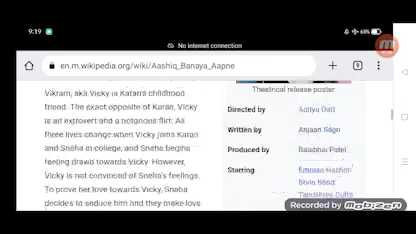 9:19
63%
No internet connection
en.m.wikipedia.org/wiki/Aashiq_Banaya_Aapne
Vikram, aka Vicky is Karan's childhood
friend. The exact opposite of Karan, Vicky
is an extrovert and a notorious flirt. All
three lives change when Vicky joins Karan
and Sneha in college, and Sneha begins
feeling drawn towards Vicky. However,
Vicky is not convinced of Sneha's feelings.
To prove her love towards Vicky, Sneha
decides to seduce him and they make love
Theatrical release poster
Directed by Aditya Datt
Written by
Produced by Balabhai Patel
Starring Emraan Hashmi
Sonu Sood
Tanushree Dutta
Recorded by Mobizen